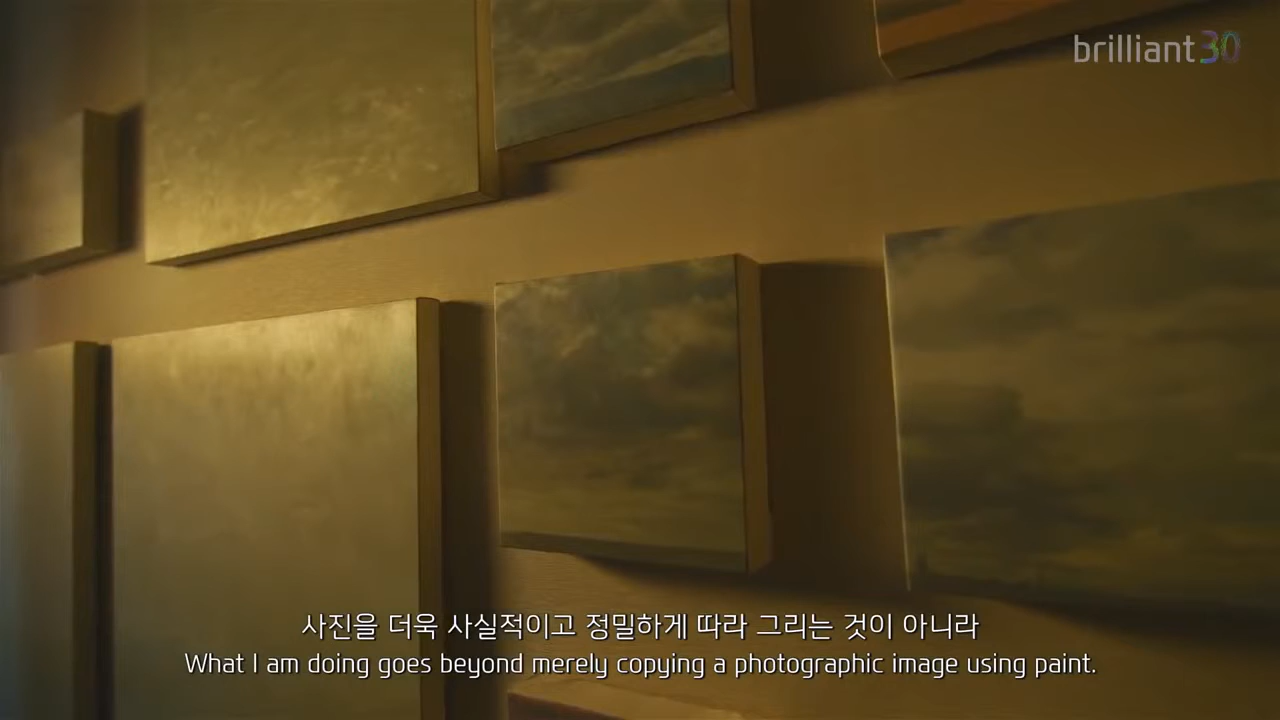 brilliant30
사진을 더욱 사실적이고 정밀하게 따라 그리는 것이 아니라
What I am doing goes beyond merely copying a photographic image using paint.